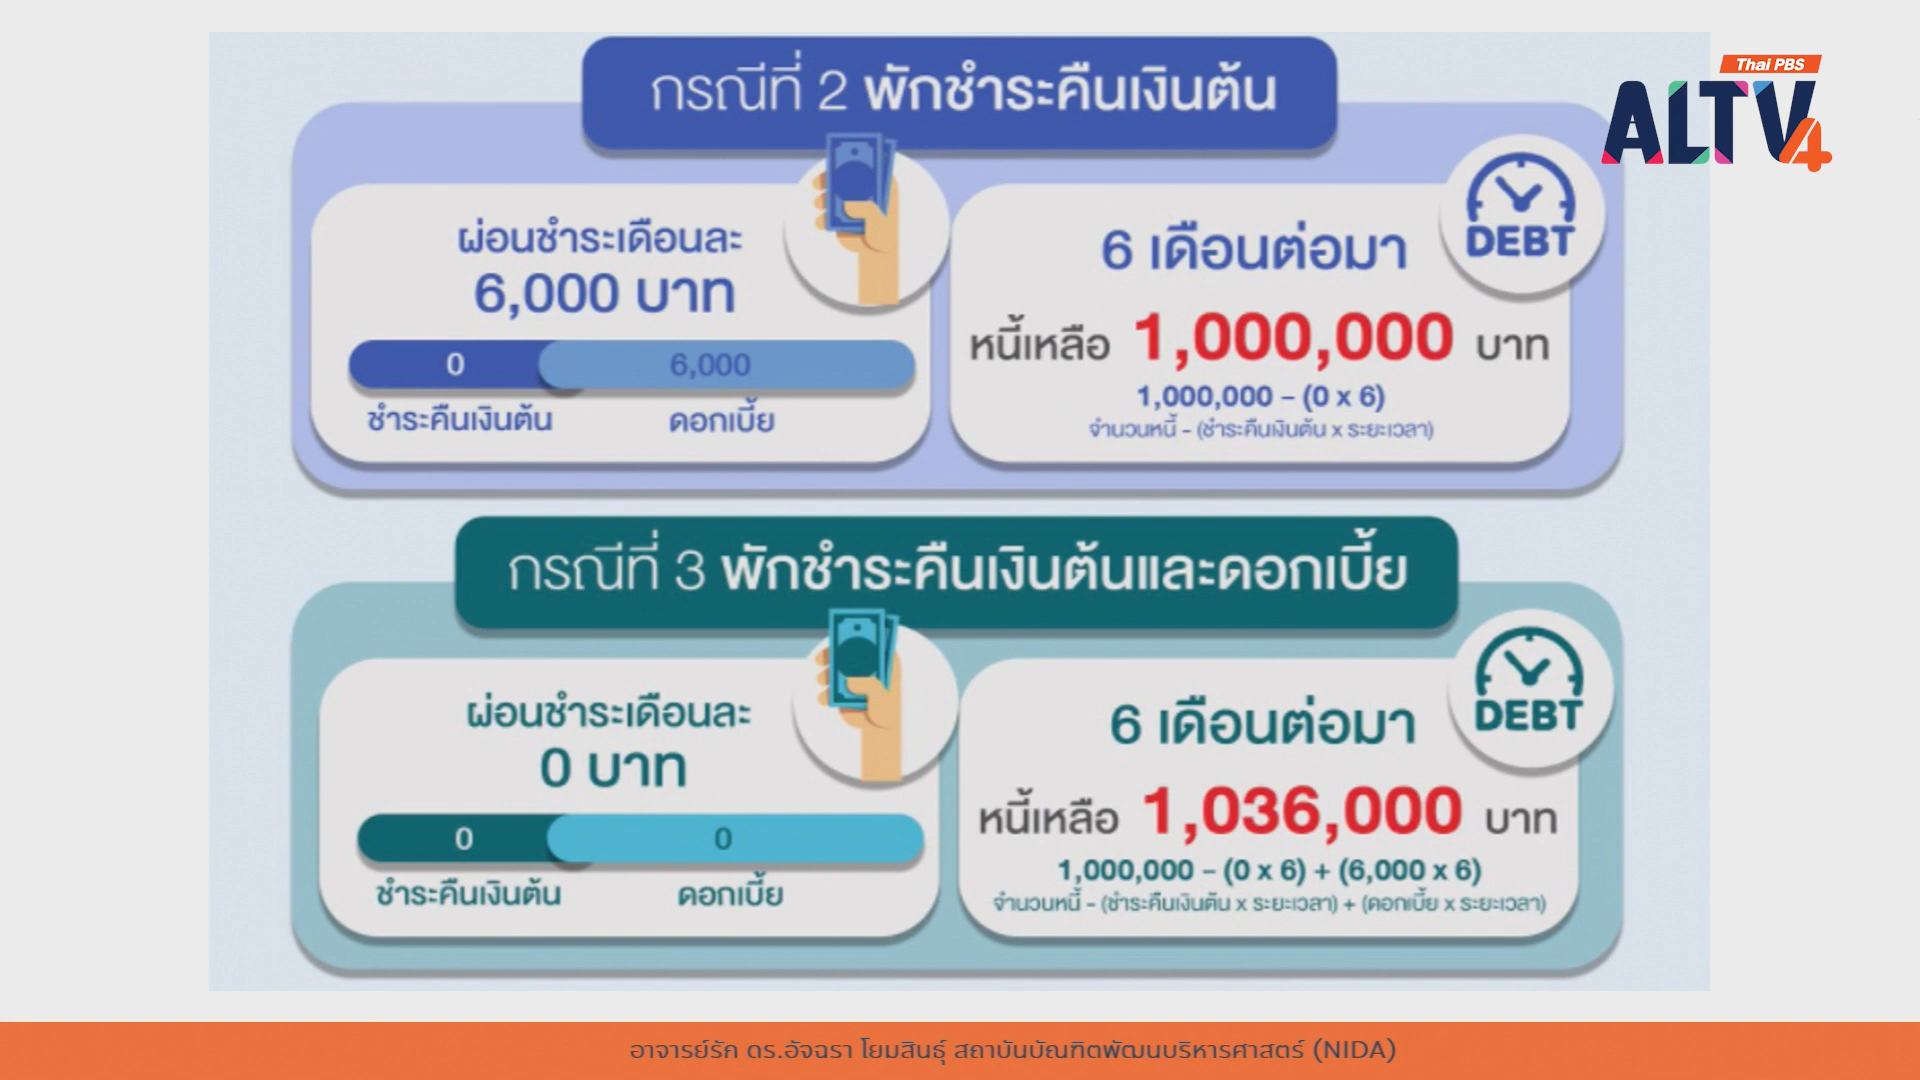 Thai PBS
ALTV4
กรณีที่ 2 พักชำระคืนเงินต้น
ผ่อนชำระเดือนละ
6,000 บาท
0 6,000
ชำระคืนเงินต้น ดอกเบี้ย
DEBT
6 เดือนต่อมา
หนี้เหลือ 1,000,000 บาท
1,000,000 – (0 x 6)
จำนวนหนี้ - (ชำระคืนเงินต้น x ระยะเวลา)
กรณีที่ 3 พักชำระคืนเงินต้นและดอกเบี้ย
ผ่อนชำระเดือนละ
0 บาท
0 0
ชำระคืนเงินต้น ดอกเบี้ย
DEBT
6 เดือนต่อมา
หนี้เหลือ 1,036,000 บาท
1,000,000 – (0 x 6) + (6,000 x 6)
จำนวนหนี้ - (ชำระคืนเงินต้น x ระยะเวลา) + (ดอกเบี้ย x ระยะเวลา)
อาจารย์รัก ดร.อัจฉรา โยมสินธุ์ สถาบันบัณฑิตพัฒนบริหารศาสตร์ (NIDA)